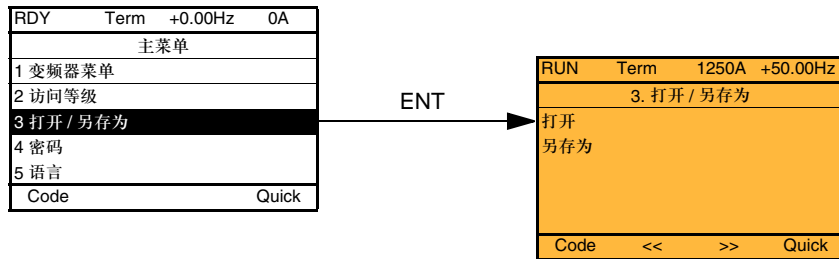 RDY Term +0.00Hz 0A
主菜单
1 变频器菜单
2 访问等级
3 打开 / 另存为
4 密码
5 语言
Code Quick
ENT
RUN Term 1250A +50.00Hz
3. 打开 / 另存为
打开
另存为
Code << >> Quick